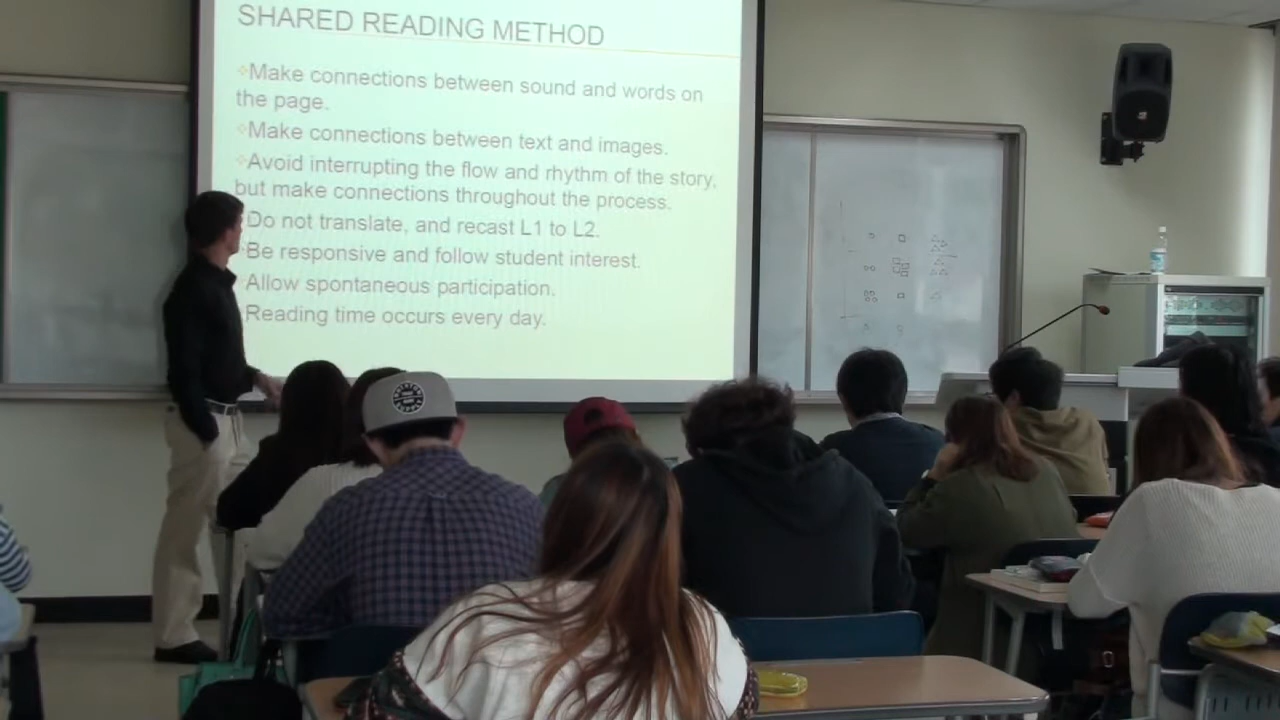 SHARED READING METHOD
Make connections between sound and words on
the page.
Make connections between text and images.
Avoid interrupting the flow and rhythm of the story,
but make connections throughout the process.
Do not translate, and recast L1 to L2.
Be responsive and follow student interest.
Allow spontaneous participation.
Reading time occurs every day.